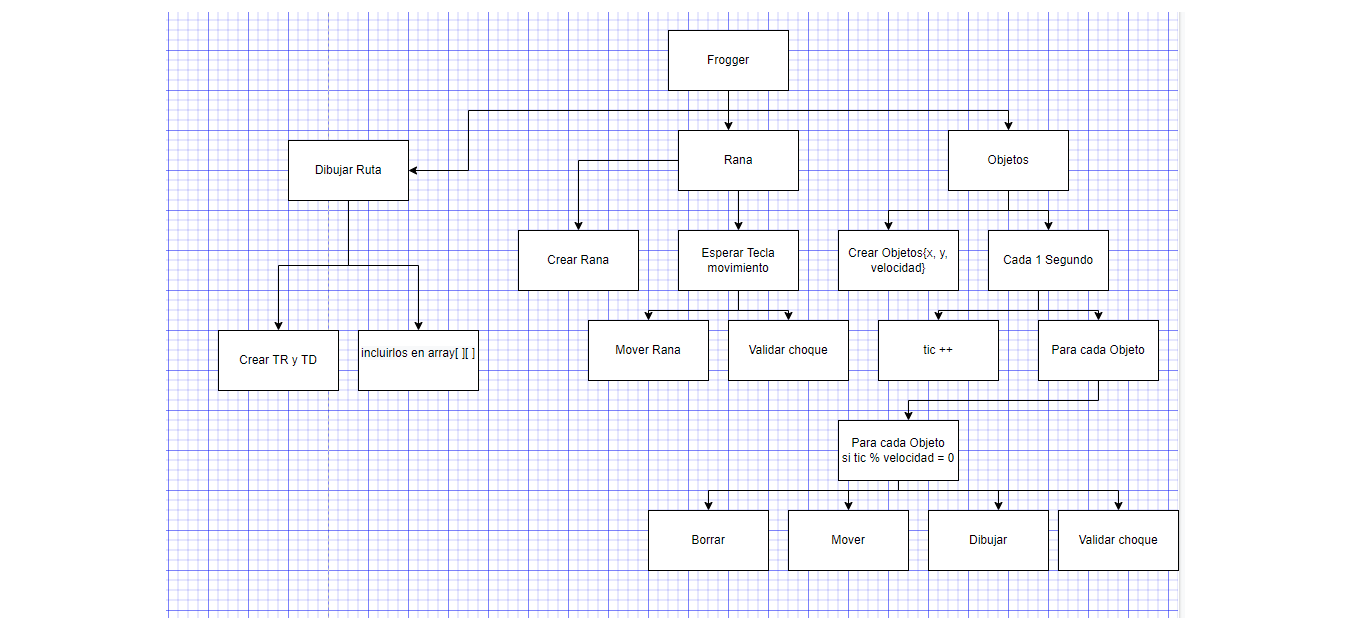 Frogger
Dibujar Ruta
Rana
Objetos
Crear Rana
Esperar Tecla
movimiento
Crear Objetos{x, y,
velocidad}
Cada 1 Segundo
Crear TR y TD
incluirlos en array[ ][ ]
Mover Rana
Validar choque
tic ++
Para cada Objeto
Para cada Objeto
si tic % velocidad = 0
Borrar
Mover
Dibujar
Validar choque